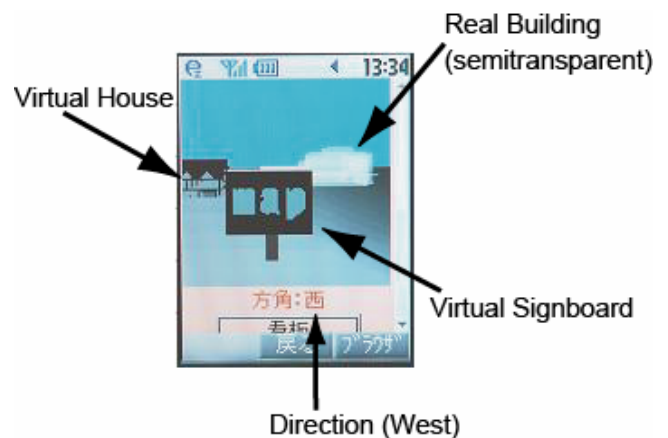 Real Building
(semitransparent)
13:34
Virtual House
map
Virtual Signboard
方角:西
看板
戻る ブラウザ
Direction (West)